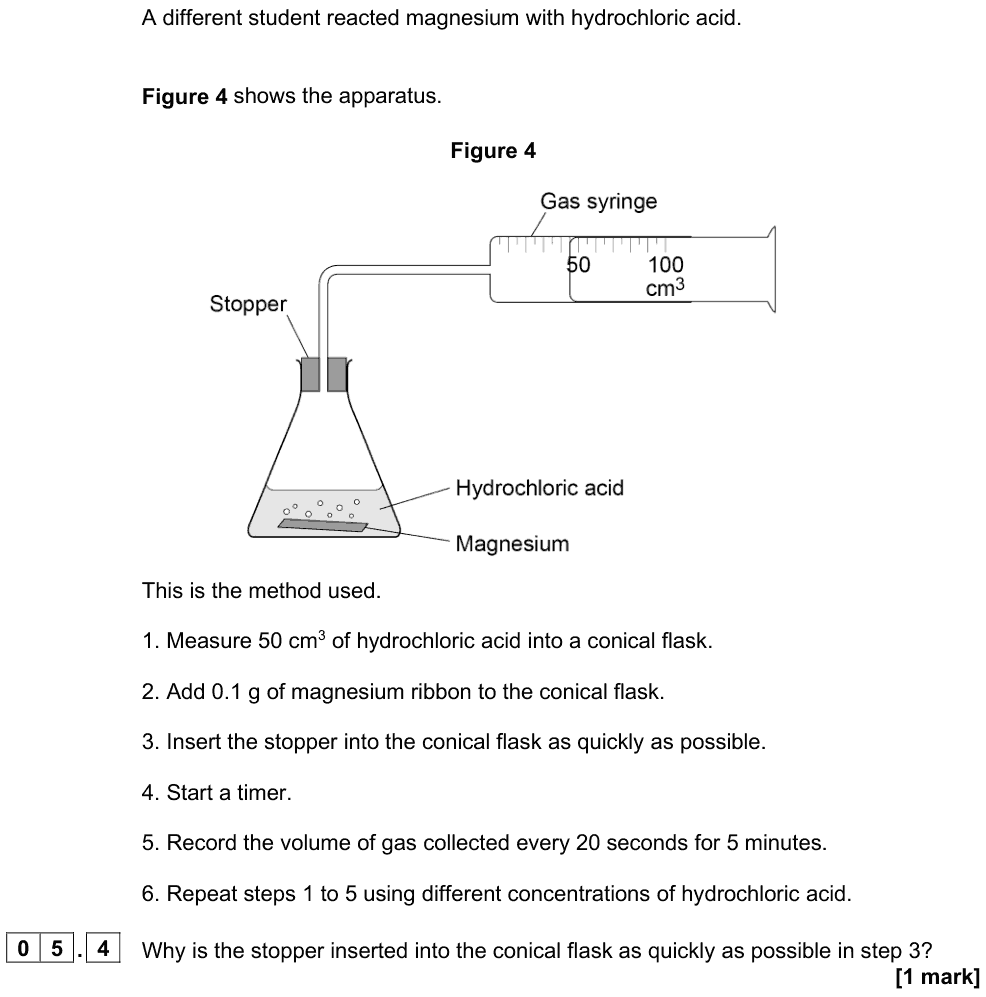 A different student reacted magnesium with hydrochloric acid.
Figure 4 shows the apparatus.
Figure 4
Gas syringe
50 100
cm³
Stopper
Hydrochloric acid
Magnesium
This is the method used.
1. Measure 50 cm³ of hydrochloric acid into a conical flask.
2. Add 0.1 g of magnesium ribbon to the conical flask.
3. Insert the stopper into the conical flask as quickly as possible.
4. Start a timer.
5. Record the volume of gas collected every 20 seconds for 5 minutes.
6. Repeat steps 1 to 5 using different concentrations of hydrochloric acid.
0 5 . 4 Why is the stopper inserted into the conical flask as quickly as possible in step 3?
[1 mark]